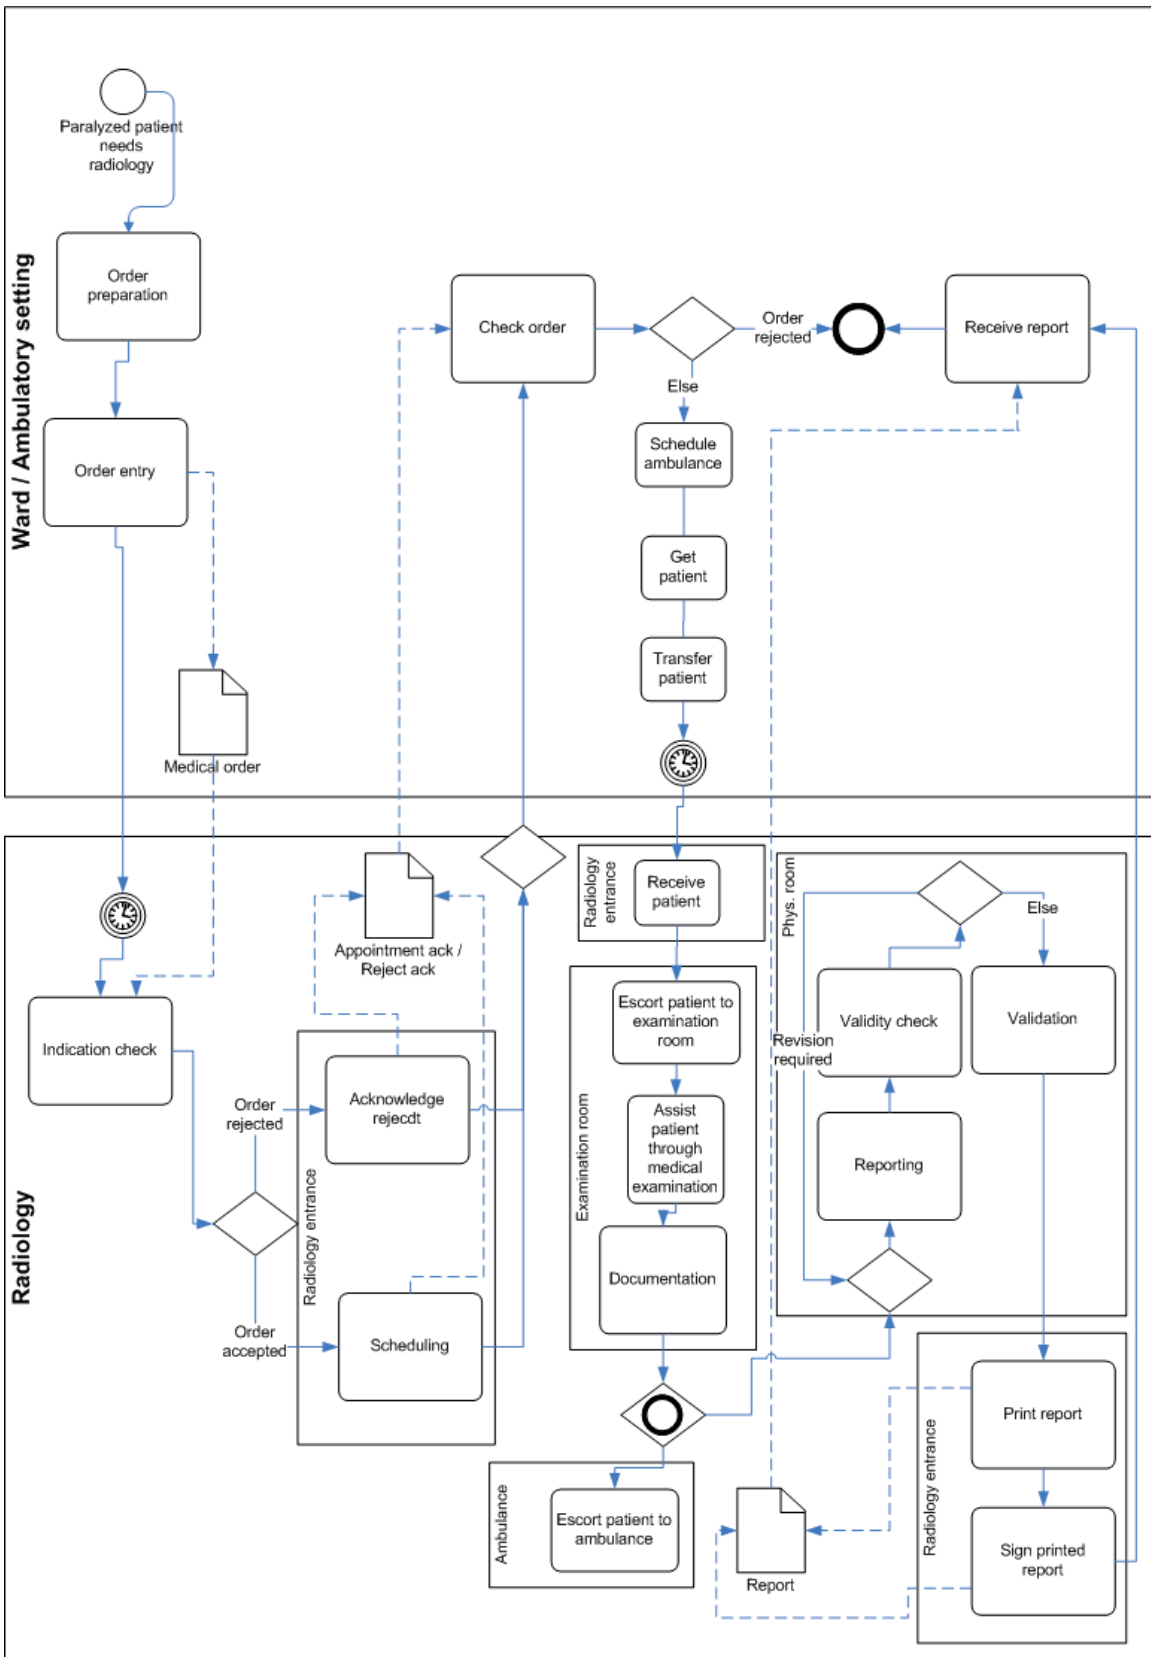 Ward / Ambulatory setting
Paralyzed patient
needs
radiology
Order
preparation
Order entry
Medical order
Check order
Order
rejected
Else
Schedule
ambulance
Get
patient
Transfer
patient
Receive report
Radiology
Indication check
Order
rejected
Order
accepted
Appointment ack /
Reject ack
Radiology entrance
Acknowledge
rejecdt
Scheduling
Radiology
entrance
Receive
patient
Examination room
Escort patient to
examination
room
Assist
patient
through
medical
examination
Documentation
Ambulance
Escort patient to
ambulance
Phys. room
Else
Validity check
Validation
Revision
required
Reporting
Radiology entrance
Print report
Sign printed
report
Report